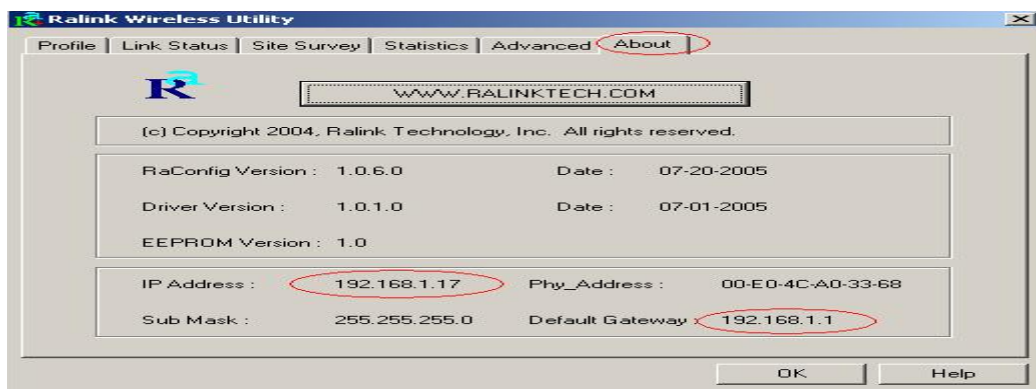 Ralink Wireless Utility
Profile Link Status Site Survey Statistics Advanced About
Ra WWW.RALINKTECH.COM
(c) Copyright 2004, Ralink Technology, Inc. All rights reserved.
RaConfig Version : 1.0.6.0 Date : 07-20-2005
Driver Version : 1.0.1.0 Date : 07-01-2005
EEPROM Version : 1.0
IP Address : 192.168.1.17 Phy_Address : 00-E0-4C-A0-33-68
Sub Mask : 255.255.255.0 Default Gateway : 192.168.1.1
OK Help